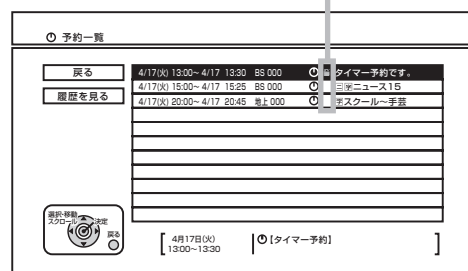 予約一覧
戻る
履歴を見る
4/17(火) 13:00~ 4/17 13:30 BS 000 タイマー予約です。
4/17(火) 15:00~ 4/17 15:25 BS 000 ニュース15
4/17(火) 20:00~ 4/17 20:45 地上 000 スクール~手芸
選択・移動
スクロール
決定
戻る
4月17日(火)
13:00~13:30
【タイマー予約】